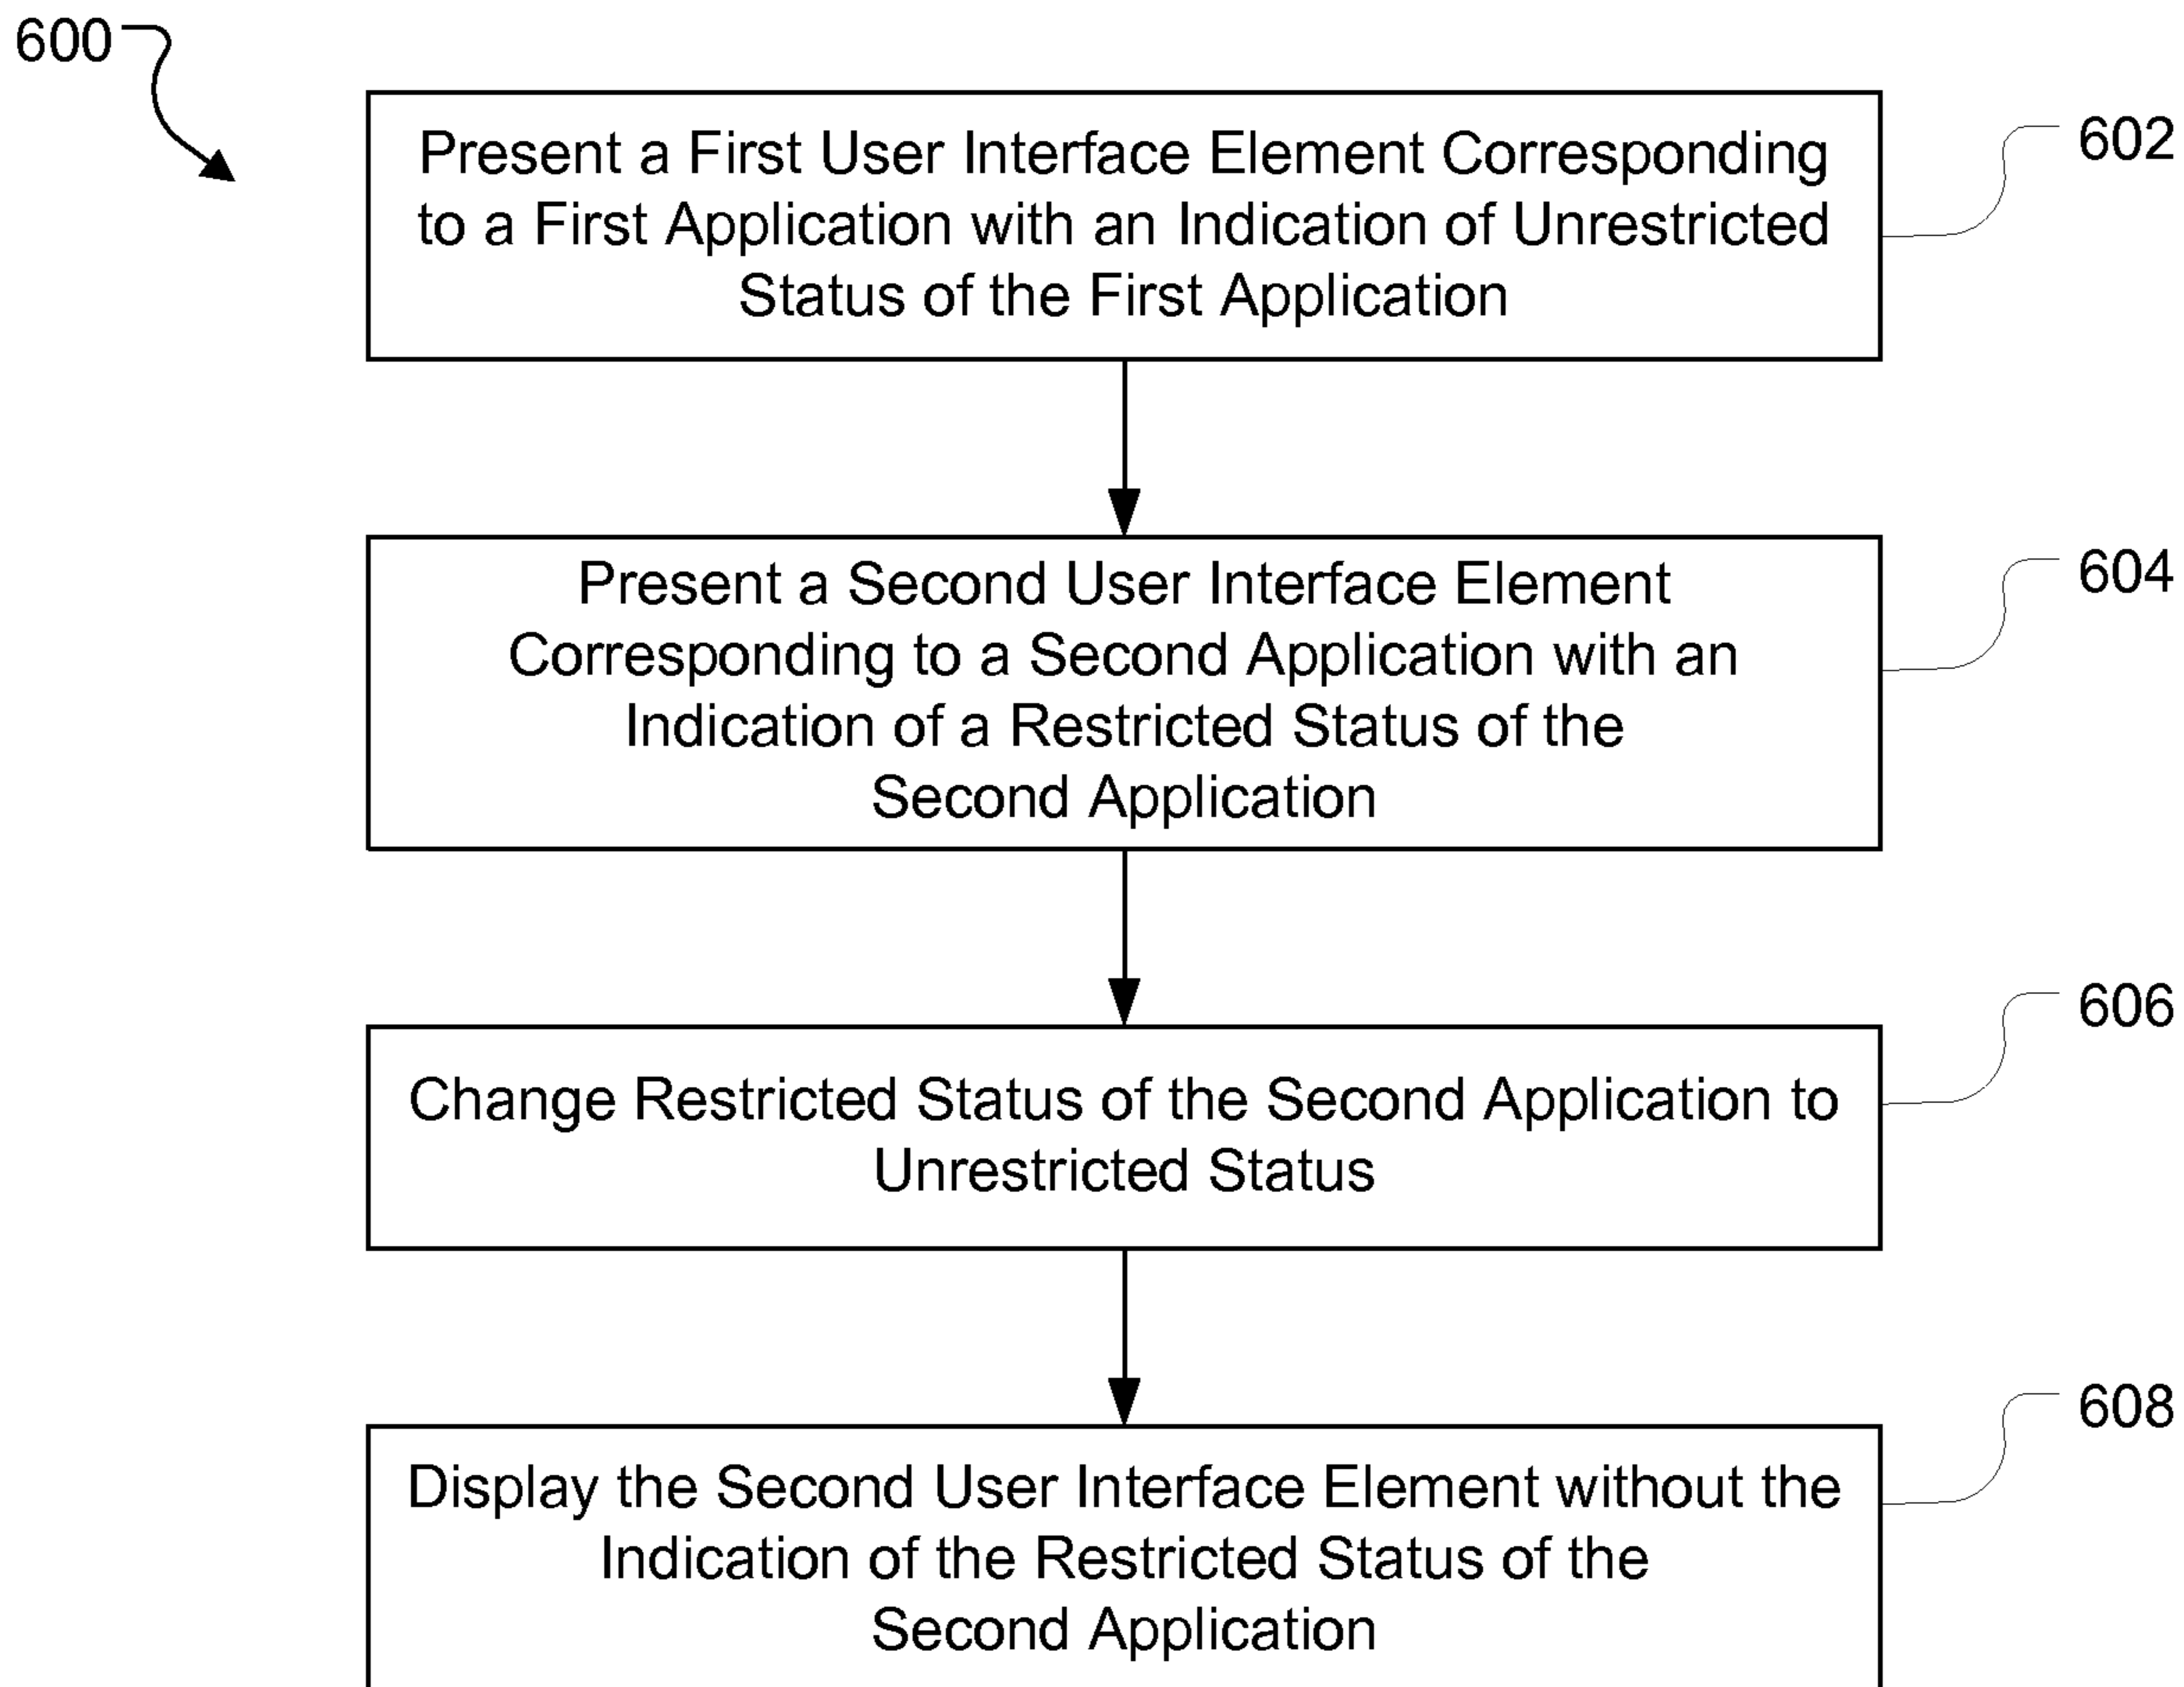 600
Present a First User Interface Element Corresponding
to a First Application with an Indication of Unrestricted
Status of the First Application
602
Present a Second User Interface Element
Corresponding to a Second Application with an
Indication of a Restricted Status of the
Second Application
604
Change Restricted Status of the Second Application to
Unrestricted Status
606
Display the Second User Interface Element without the
Indication of the Restricted Status of the
Second Application
608